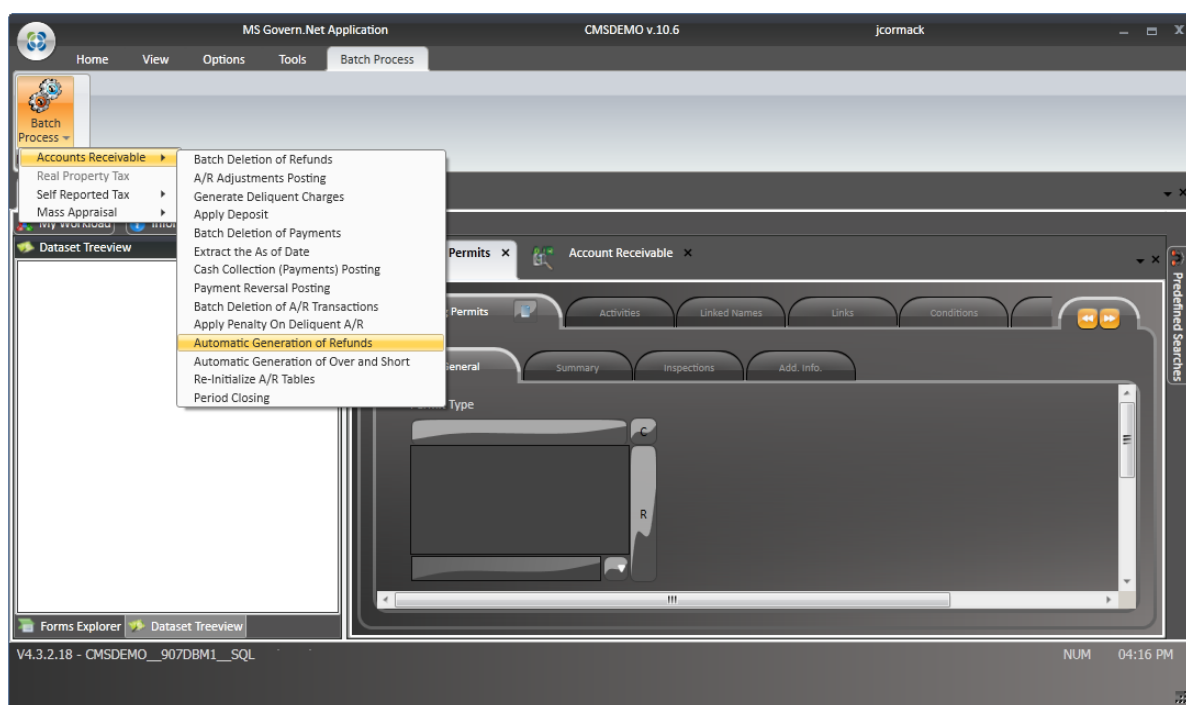 MS Govern.Net Application CMSDEMO v.10.6 jcormack
Home View Options Tools Batch Process
Batch
Process
Accounts Receivable
Real Property Tax
Self Reported Tax
Mass Appraisal
Batch Deletion of Refunds
A/R Adjustments Posting
Generate Deliquent Charges
Apply Deposit
Batch Deletion of Payments
Extract the As of Date
Cash Collection (Payments) Posting
Payment Reversal Posting
Batch Deletion of A/R Transactions
Apply Penalty On Deliquent A/R
Automatic Generation of Refunds
Automatic Generation of Over and Short
Re-Initialize A/R Tables
Period Closing
My Workload
Dataset Treeview
Permits Account Receivable
Permits Activities Linked Names Links Conditions
Summary Inspections Add. Info.
Type
C
R
Predefined Searches
Forms Explorer Dataset Treeview
V4.3.2.18 - CMSDEMO__907DBM1__SQL NUM 04:16 PM